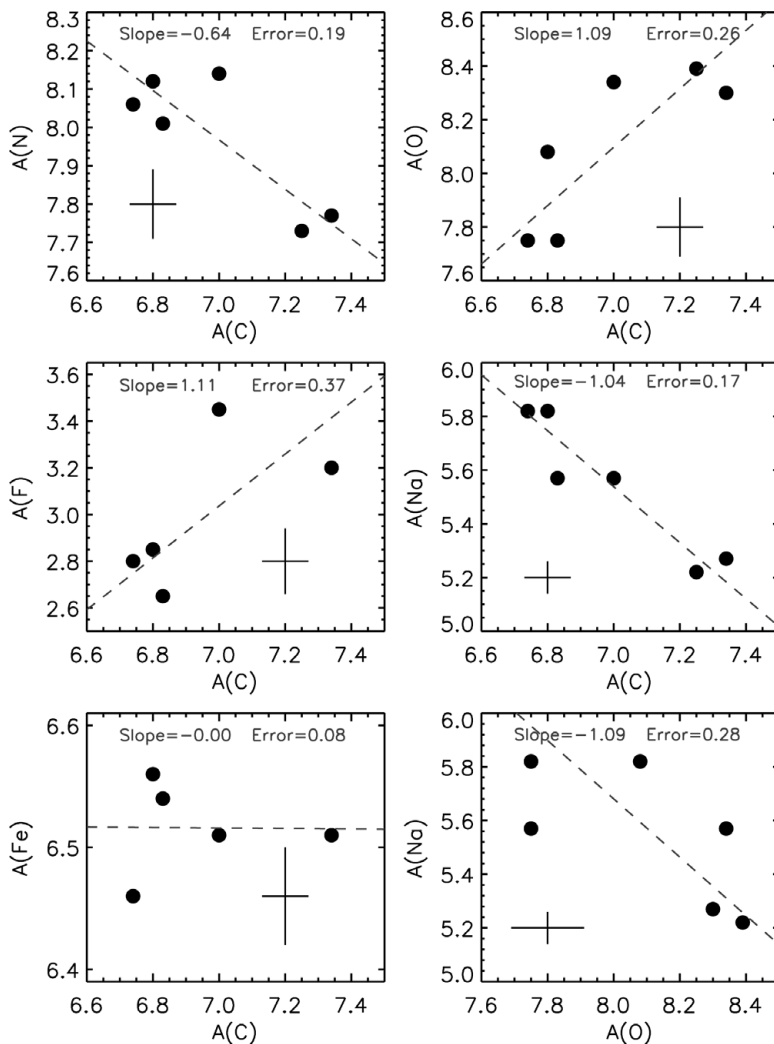 Slope=−0.64 Error=0.19
8.3
8.2
8.1
8.0
7.9
7.8
7.7
7.6
A(N)
6.6 6.8 7.0 7.2 7.4
A(C)
Slope=1.09 Error=0.26
8.6
8.4
8.2
8.0
7.8
7.6
A(O)
6.6 6.8 7.0 7.2 7.4
A(C)
Slope=1.11 Error=0.37
3.6
3.4
3.2
3.0
2.8
2.6
A(F)
6.6 6.8 7.0 7.2 7.4
A(C)
Slope=−1.04 Error=0.17
6.0
5.8
5.6
5.4
5.2
5.0
A(Na)
6.6 6.8 7.0 7.2 7.4
A(C)
Slope=−0.00 Error=0.08
6.6
6.5
6.4
A(Fe)
6.6 6.8 7.0 7.2 7.4
A(C)
Slope=−1.09 Error=0.28
6.0
5.8
5.6
5.4
5.2
5.0
A(Na)
7.6 7.8 8.0 8.2 8.4
A(O)